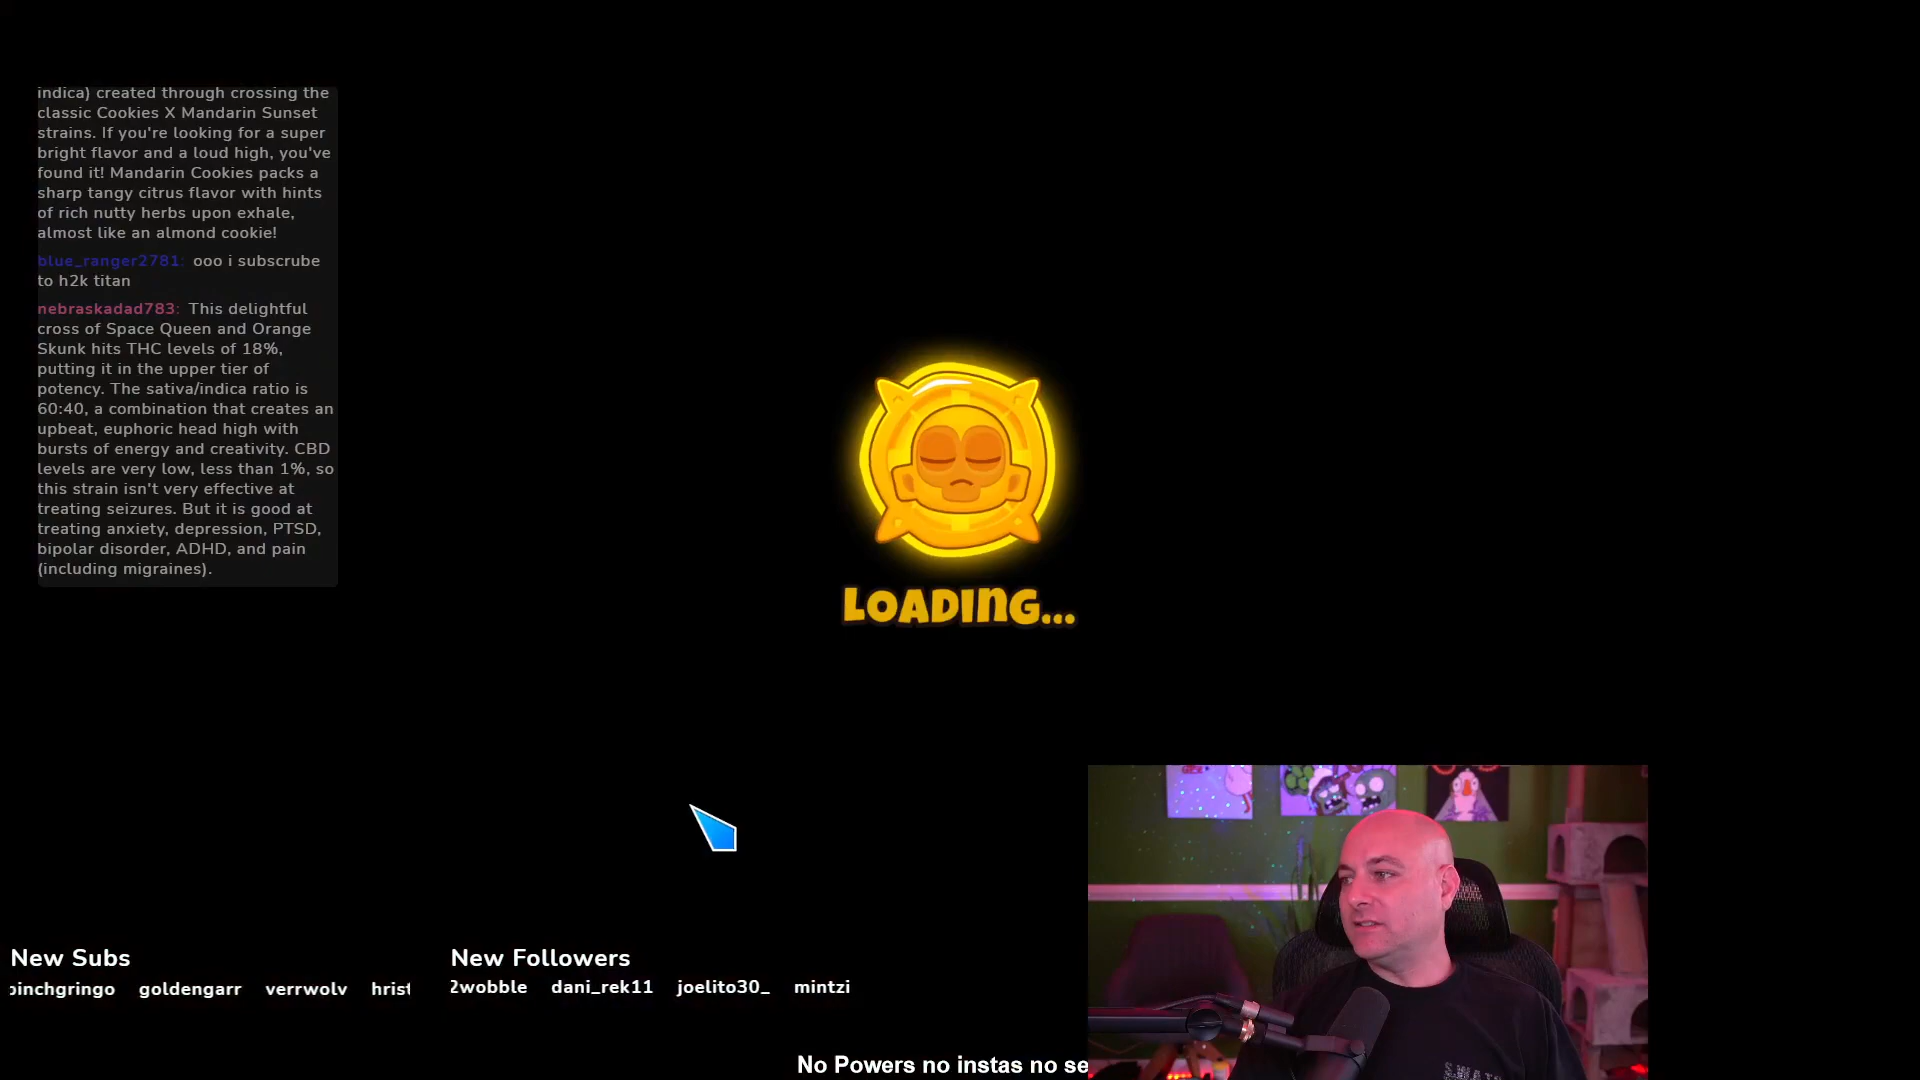 indica) created through crossing the
classic Cookies X Mandarin Sunset
strains. If you're looking for a super
bright flavor and a loud high, you've
found it! Mandarin Cookies packs a
sharp tangy citrus flavor with hints
of rich nutty herbs upon exhale,
almost like an almond cookie!
blue_ranger2781: ooo i subscrube
to h2k titan
nebraskadad783: This delightful
cross of Space Queen and Orange
Skunk hits THC levels of 18%,
putting it in the upper tier of
potency. The sativa/indica ratio is
60:40, a combination that creates an
upbeat, euphoric head high with
bursts of energy and creativity. CBD
levels are very low, less than 1%, so
this strain isn't very effective at
treating seizures. But it is good at
treating anxiety, depression, PTSD,
bipolar disorder, ADHD, and pain
(including migraines).
LOADING...
New Subs
goldengarr verrwolv
New Followers
2wobble dani_rek11 joelito30_ mintzi
No Powers no instas no se